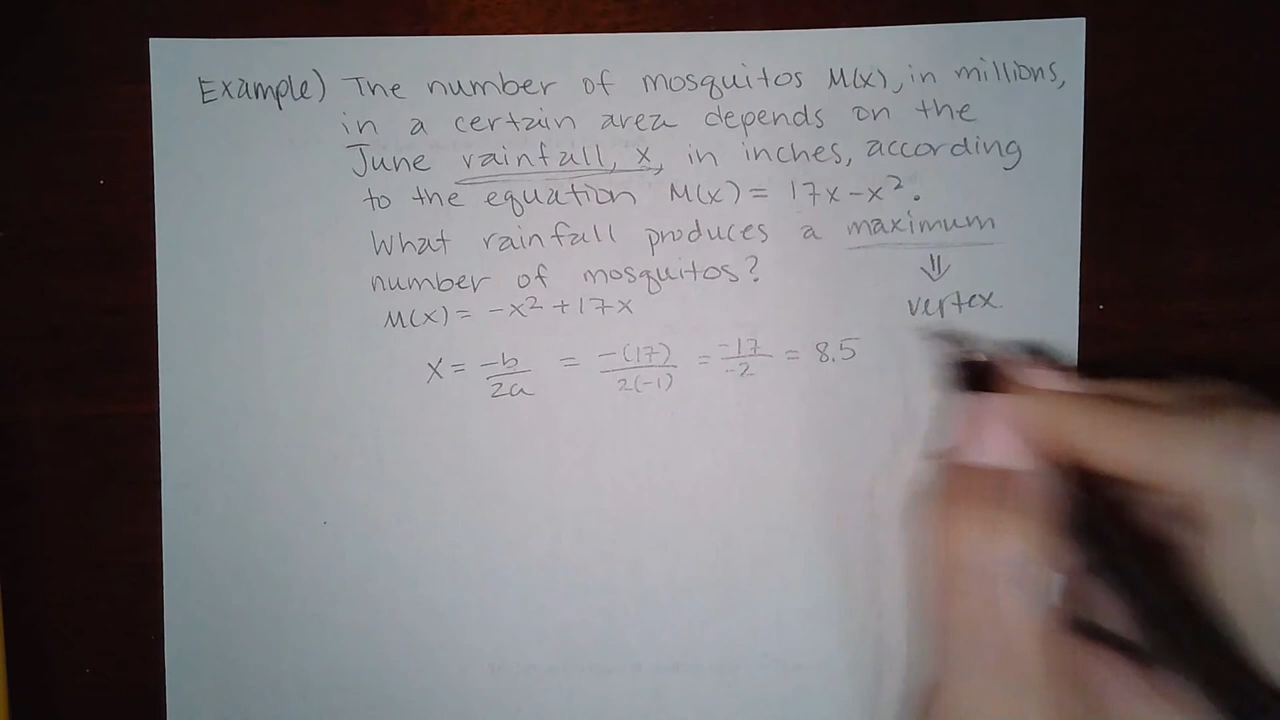 Example) The number of mosquitos M(x), in millions,
in a certain area depends on the
June rainfall, x, in inches, according
to the equation M(x) = 17x - x².
What rainfall produces a maximum
number of mosquitos?
⇓
vertex
M(x) = -x² + 17x
x = -b/2a = -(17)/2(-1) = -17/-2 = 8.5